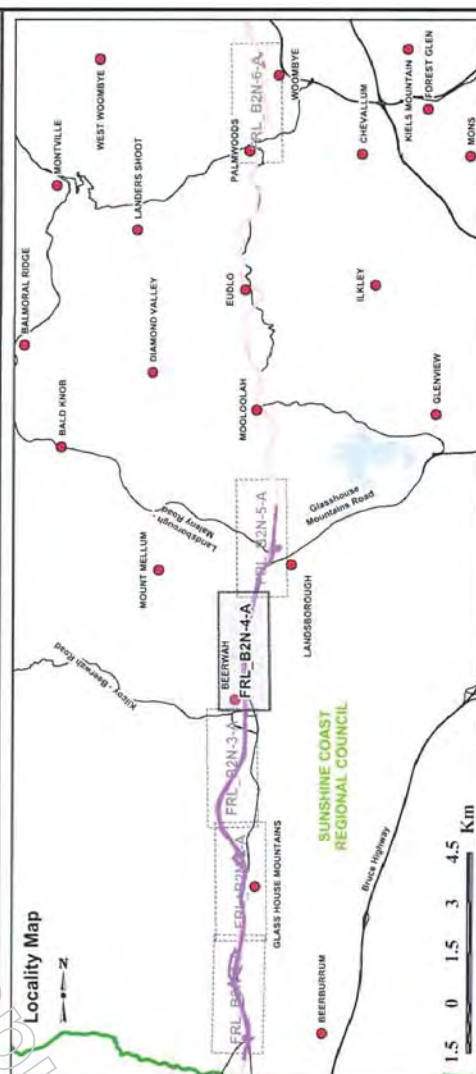 Locality Map
N
BALMORAL RIDGE
MONTVILLE
WEST WOOMBYE
BALD KNOB
LANDERS SHOOT
DIAMOND VALLEY
MOUNT MELLUM
Landsborough -
Maleny Road
Kilcoy - Beerwah Road
PALMWOODS
FRL_B2N-6-A
WOOMBYE
EUDLO
MOOLOOLAH
FRL_B2N-5-A
BEERWAH
FRL_B2N-4-A
FRL_B2N-3-A
GLASS HOUSE MOUNTAINS
LANDSBOROUGH
Glasshouse
Mountains Road
CHEVALLUM
KIELS MOUNTAIN
FOREST GLEN
ILKLEY
MONS
GLENVIEW
SUNSHINE COAST
REGIONAL COUNCIL
BEERBURRUM
Bruce Highway
1.5 0 1.5 3 4.5
Km